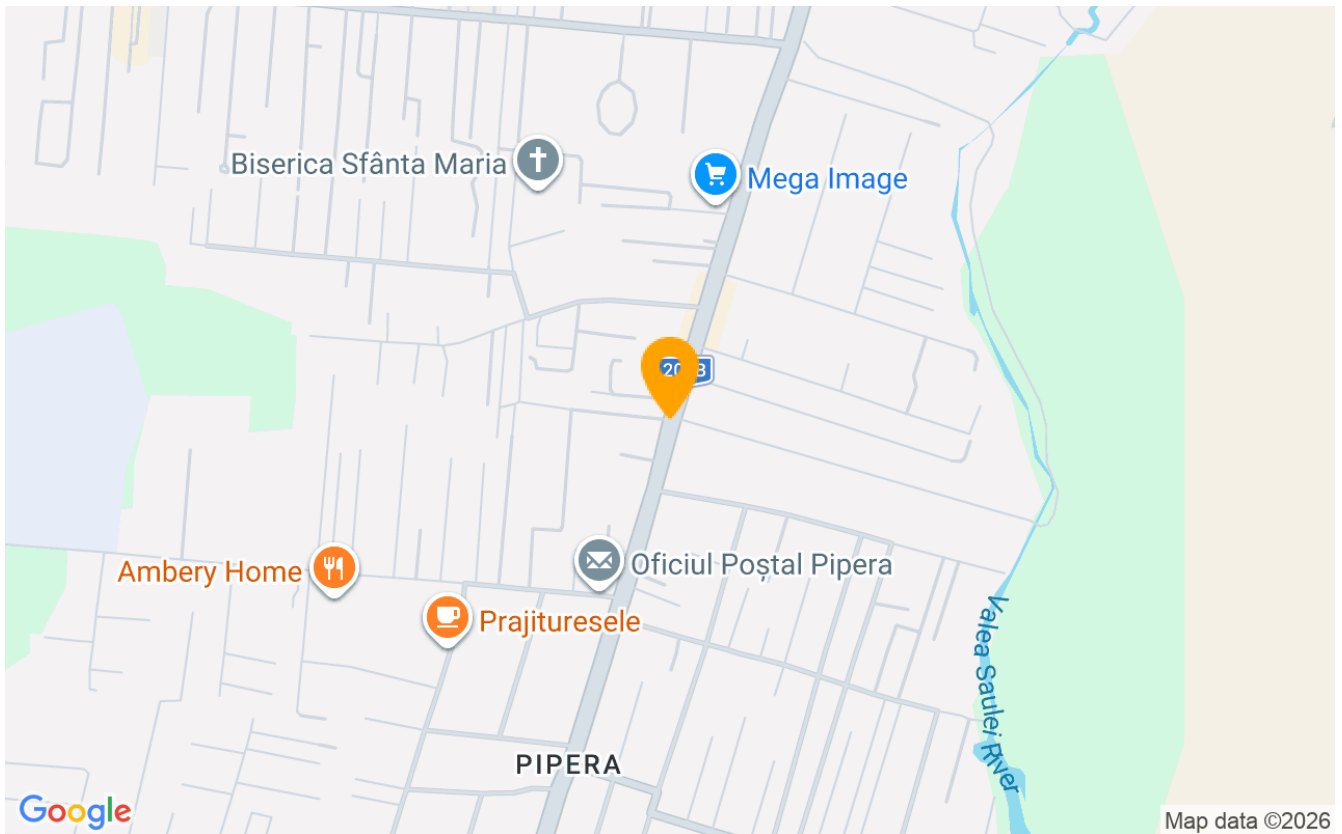 Biserica Sfânta Maria
Mega Image
Ambery Home
Oficiul Poștal Pipera
Prajituresele
Valea Saulei River
PIPERA
Google
Map data ©2026